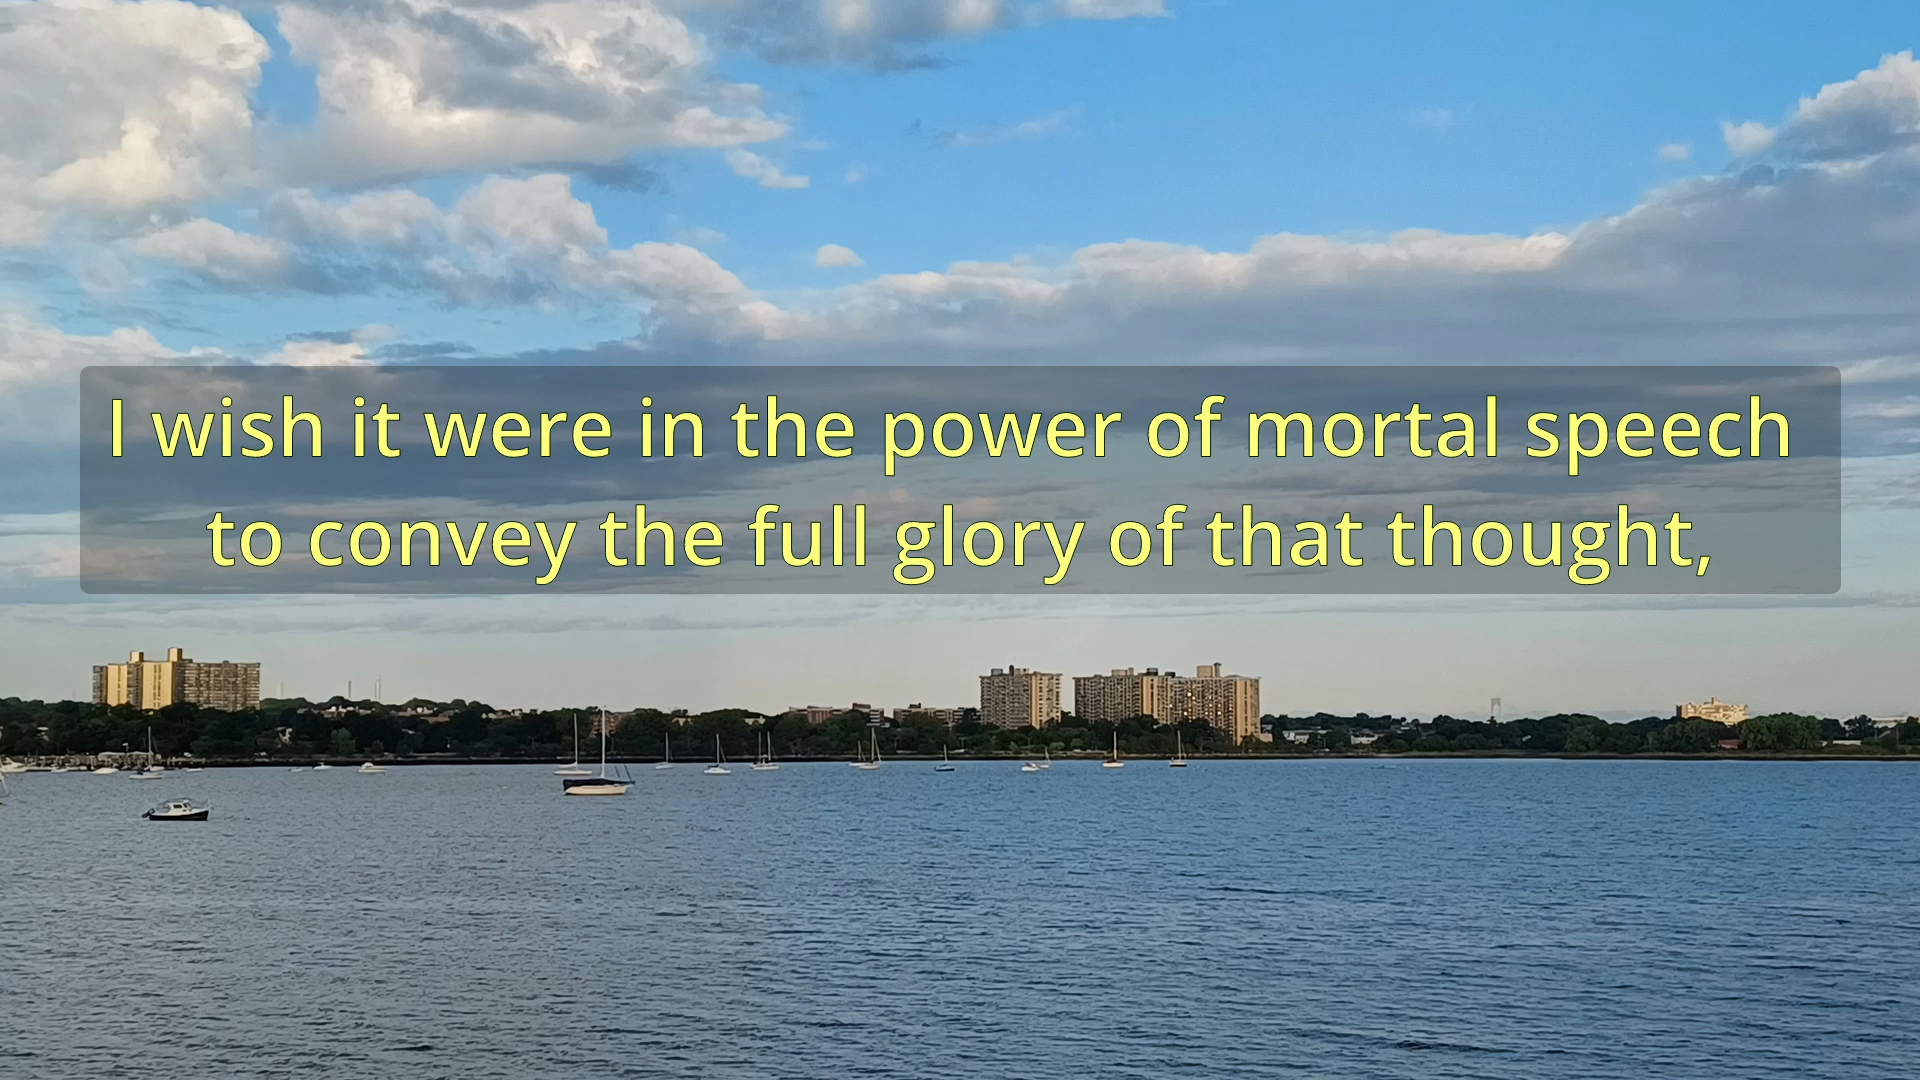 I wish it were in the power of mortal speech
to convey the full glory of that thought,